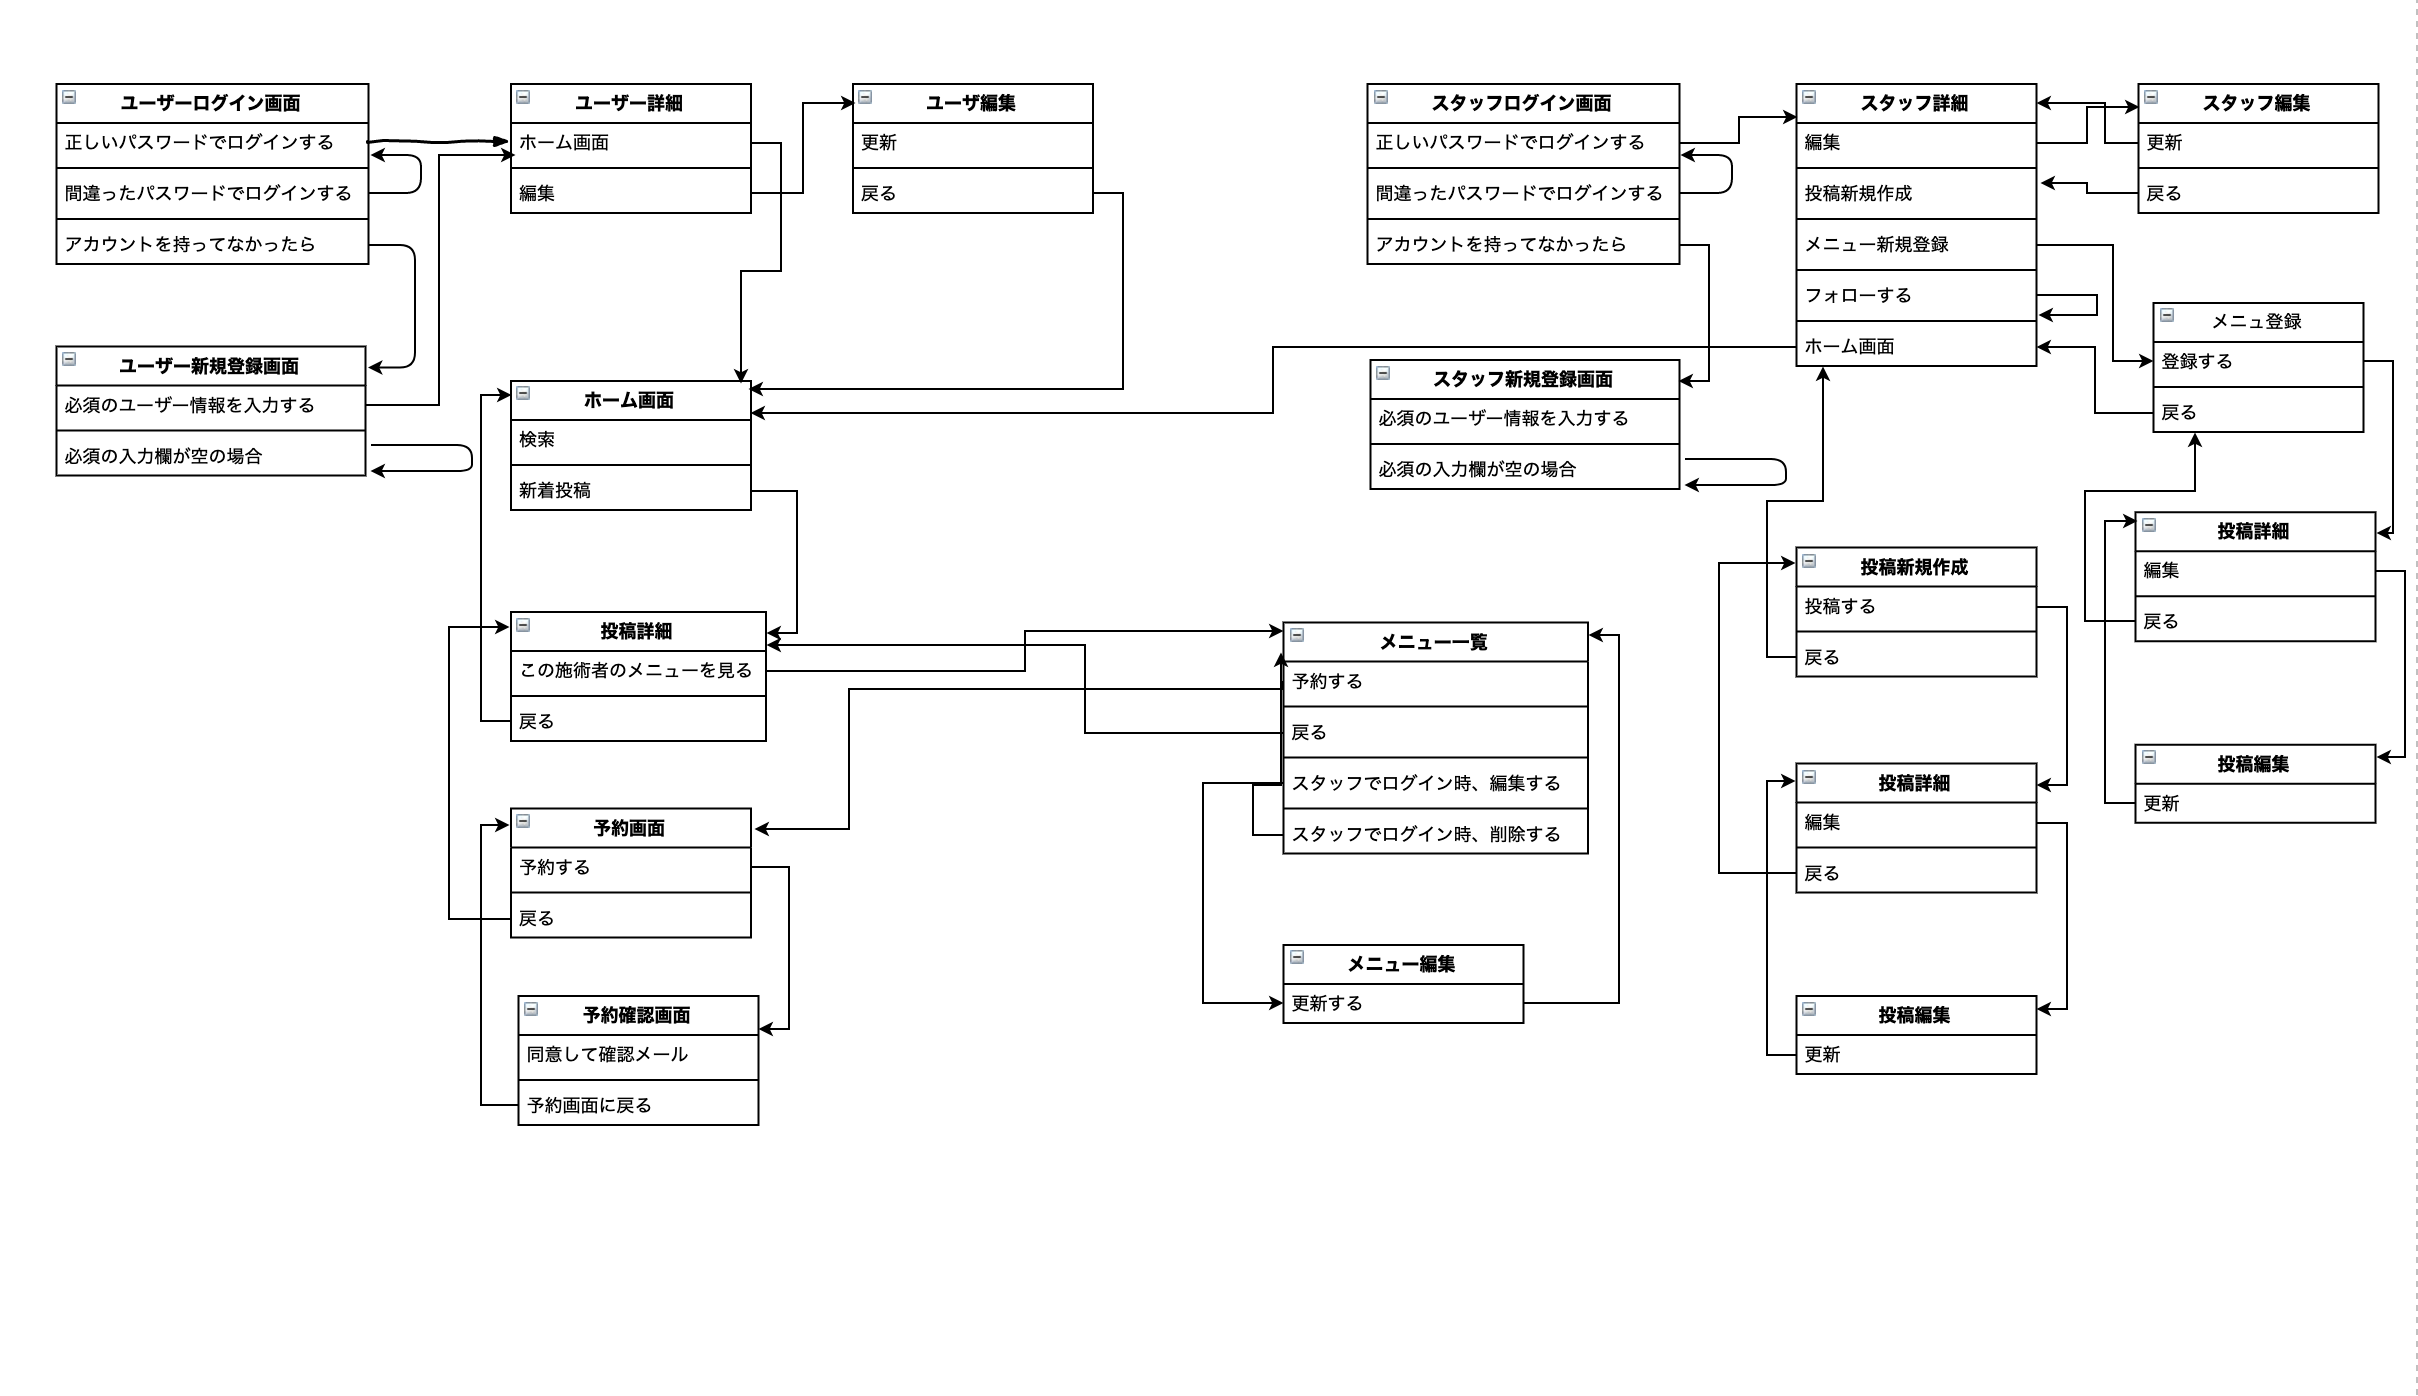 ユーザーログイン画面
正しいパスワードでログインする
間違ったパスワードでログインする
アカウントを持ってなかったら
ユーザー詳細
ホーム画面
編集
ユーザ編集
更新
戻る
ユーザー新規登録画面
必須のユーザー情報を入力する
必須の入力欄が空の場合
ホーム画面
検索
新着投稿
投稿詳細
この施術者のメニューを見る
戻る
予約画面
予約する
戻る
予約確認画面
同意して確認メール
予約画面に戻る
メニュー一覧
予約する
戻る
スタッフでログイン時、編集する
スタッフでログイン時、削除する
メニュー編集
更新する
スタッフログイン画面
正しいパスワードでログインする
間違ったパスワードでログインする
アカウントを持ってなかったら
スタッフ新規登録画面
必須のユーザー情報を入力する
必須の入力欄が空の場合
スタッフ詳細
編集
投稿新規作成
メニュー新規登録
フォローする
ホーム画面
スタッフ編集
更新
戻る
メニュ登録
登録する
戻る
投稿新規作成
投稿する
戻る
投稿詳細
編集
戻る
投稿編集
更新
投稿詳細
編集
戻る
投稿編集
更新